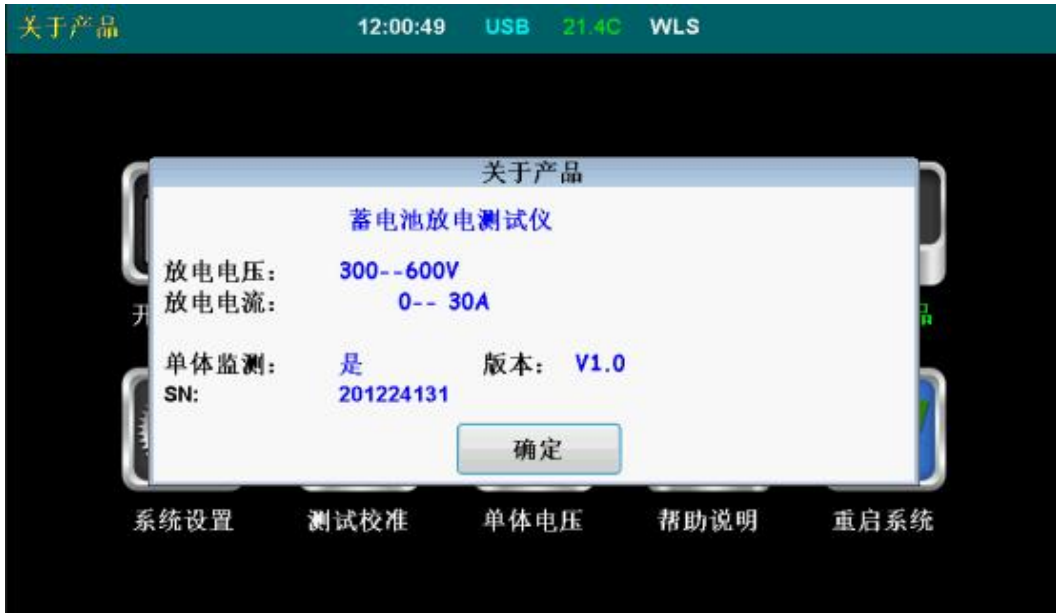 关于产品 12:00:49 USB 21.4C WLS
关于产品
蓄电池放电测试仪
放电电压: 300--600V
放电电流: 0-- 30A
开
品
单体监测: 是 版本: V1.0
SN: 201224131
确定
系统设置 测试校准 单体电压 帮助说明 重启系统